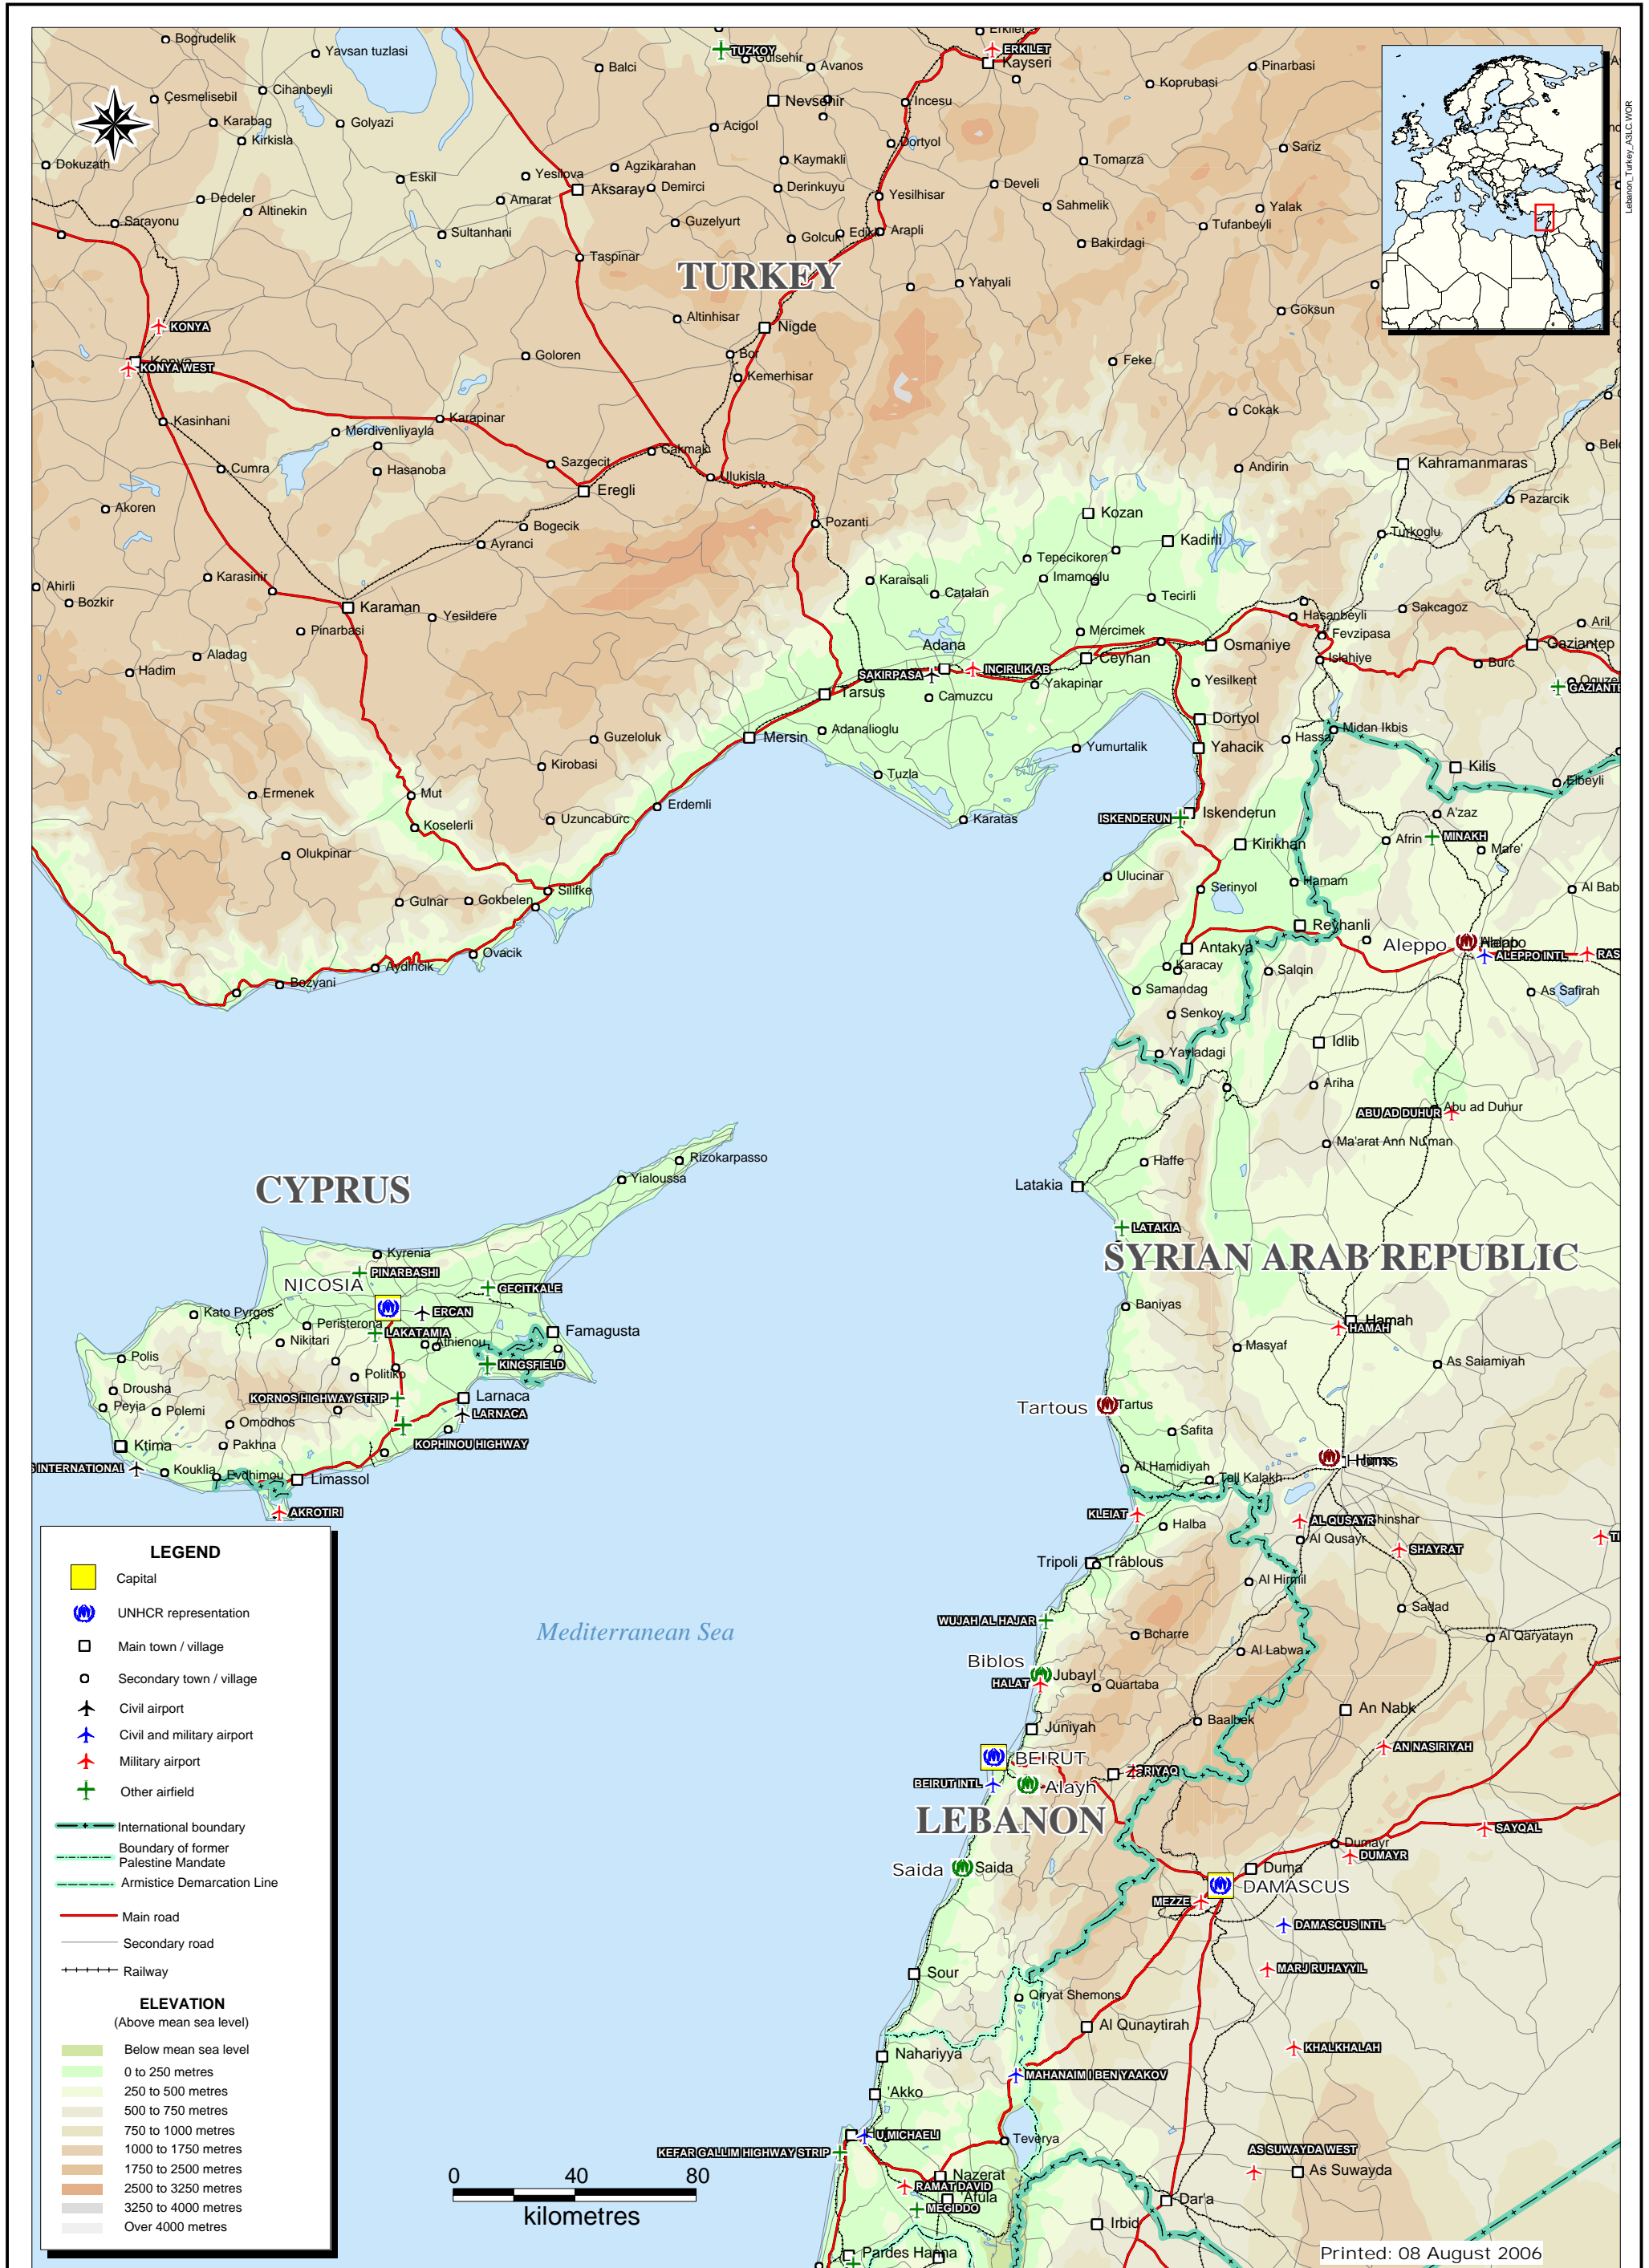 Bogrudelik
Yavsan tuzlasi
Balci
TUZKOY
Gulsehir
Avanos
Erkilet
ERKILET
Kayseri
Koprubasi
Pinarbasi
Lebanon_Turkey_A3LC.WOR
Çesmelisebil
Cihanbeyli
Karabag
Kirkisla
Golyazi
Nevsehir
Acigol
Incesu
Dortyol
Sariz
Dokuzath
Eskil
Yesilova
Agzikarahan
Kaymakli
Tomarza
Dedeler
Altinekin
Amarat
Aksaray
Demirci
Derinkuyu
Yesilhisar
Develi
Sahmelik
Yalak
Sarayonu
Sultanhani
Guzelyurt
Golcuk
Arapli
Bakirdagi
Tufanbeyli
Taspinar
TURKEY
Yahyali
Altinhisar
Nigde
Goksun
KONYA
Konya
KONYA WEST
Goloren
Bor
Kemerhisar
Feke
Kasinhani
Karapinar
Merdivenliyayla
Cokak
Cumra
Hasanoba
Sazgecit
Cakmak
Ulukisla
Andirin
Kahramanmaras
Eregli
Pazarcik
Akoren
Bogecik
Ayranci
Pozanti
Kozan
Kadirli
Turkoglu
Tepecikoren
Imamoglu
Ahirli
Bozkir
Karasinir
Karaman
Yesildere
Karaisali
Catalan
Tecirli
Hasanbeyli
Sakcagoz
Aril
Pinarbasi
Aladag
Hadim
Mercimek
Adana
Ceyhan
Osmaniye
Fevzipasa
Islahiye
Gaziantep
Burc
SAKIRPASA
INCIRLIK AB
Yakapinar
Yesilkent
Tarsus
Camuzcu
Adanalioglu
Dortyol
Mersin
Yumurtalik
Yahacik
Hassa
Midan Ikbis
Guzeloluk
Kirobasi
Tuzla
Kilis
Elbeyli
Ermenek
Mut
Koselerli
Uzuncaburc
Erdemli
Karatas
ISKENDERUN
Iskenderun
A'zaz
Afrin
MINAKH
Mare'
Olukpinar
Kirikhan
Ulucinar
Serinyol
Hamam
Al Bab
Gulnar
Gokbelen
Silifke
Reyhanli
Antakya
Aleppo
ALEPPO INTL
RAS
Ovacik
Aydincik
Bozyani
Karacay
Salqin
Samandag
As Safirah
Senkoy
Yayladagi
Idlib
Ariha
ABU AD DUHUR
Abu ad Duhur
Ma'arat Ann Nu'man
Rizokarpasso
Yialoussa
Haffe
CYPRUS
Latakia
LATAKIA
SYRIAN ARAB REPUBLIC
Kyrenia
PINARBASHI
NICOSIA
GECITKALE
ERCAN
Kato Pyrgos
Peristerona
LAKATAMIA
Nikitari
Athienou
Famagusta
KINGSFIELD
Polis
Politiko
Drousha
Peyia
Polemi
KORNOS HIGHWAY STRIP
Larnaca
LARNACA
Omodhos
Pakhna
Ktima
KOPHINOU HIGHWAY
S INTERNATIONAL
Kouklia
Evdhimou
Limassol
AKROTIRI
Baniyas
Hamah
HAMAH
Masyaf
As Saiamiyah
Tartous
Tartus
Safita
Al Hamidiyah
Tall Kalakh
Homs
KLEIAT
Halba
AL QUSAYR
Al Qusayr
SHAYRAT
Tripoli
Trâblous
Al Hirmil
Sadad
Mediterranean Sea
WUJAH AL HAJAR
Bcharre
Al Labwa
Al Qaryatayn
Biblos
Jubayl
HALAT
Quartaba
Juniyah
Baalbek
An Nabk
BEIRUT
AN NASIRIYAH
BEIRUT INTL
Alayh
RIYAQ
LEBANON
SAYQAL
Dumayr
DUMAYR
Saida
Saida
Duma
DAMASCUS
MEZZE
DAMASCUS INTL
Sour
MARJ RUHAYYIL
Qiryat Shemons
Al Qunaytirah
KHALKHALAH
Nahariyya
MAHANAIM I BEN YAAKOV
'Akko
U MICHAELI
KEFAR GALLIM HIGHWAY STRIP
Teverya
AS SUWAYDA WEST
Nazerat
As Suwayda
RAMAT DAVID
'Afula
MEGIDDO
Dar'a
Irbid
Pardes Hanna
LEGEND
Capital
UNHCR representation
Main town / village
Secondary town / village
Civil airport
Civil and military airport
Military airport
Other airfield
International boundary
Boundary of former
Palestine Mandate
Armistice Demarcation Line
Main road
Secondary road
Railway
ELEVATION
(Above mean sea level)
Below mean sea level
0 to 250 metres
250 to 500 metres
500 to 750 metres
750 to 1000 metres
1000 to 1750 metres
1750 to 2500 metres
2500 to 3250 metres
3250 to 4000 metres
Over 4000 metres
0 40 80
kilometres
Printed: 08 August 2006